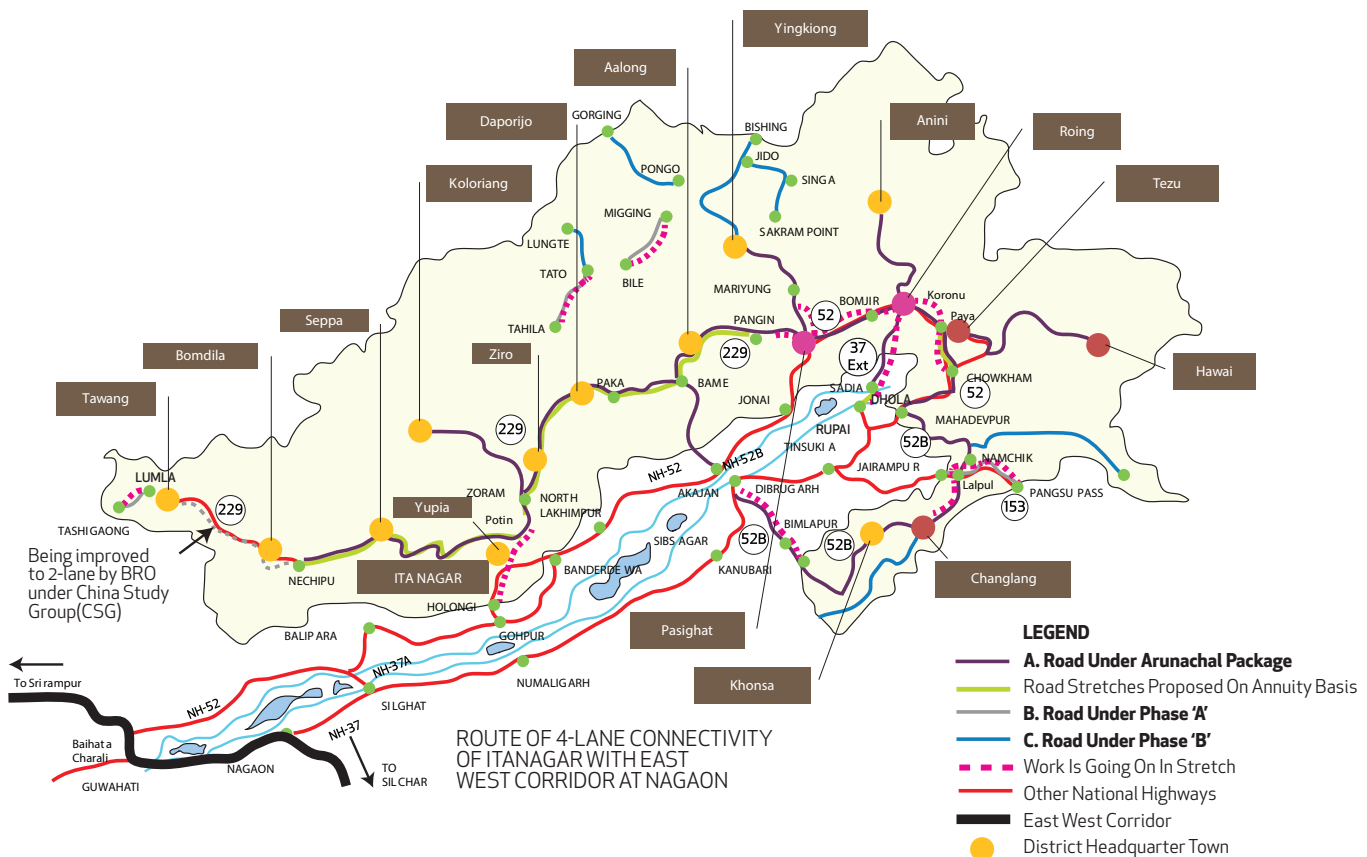 Yingkiong
Aalong
Daporijo
GORGING
BISHING
Anini
Roing
JIDO
PONGO
SING A
Koloriang
Tezu
MIGGING
SAKRAM POINT
LUNGTE
TATO
BILE
MARIYUNG
52
BOMJIR
Koronu
Paya
Seppa
TAHILA
PANGIN
Bomdila
Ziro
229
37
Ext
Hawai
Tawang
PAKA
BAME
SADIA
CHOWKHAM
52
JONAI
DHOLA
RUPAI
MAHADEVPUR
229
TINSUKI A
52B
NH-52
NH-52B
JAIRAMPU R
NAMCHIK
LUMLA
ZORAM
NORTH
LAKHIMPUR
AKAJAN
DIBRUG ARH
Lalpul
PANGSU PASS
229
Yupia
Potin
153
TASHI GAONG
SIBS AGAR
52B
BIMLAPUR
52B
Being improved
to 2-lane by BRO
under China Study
Group(CSG)
NECHIPU
ITA NAGAR
BANDERDE WA
KANUBARI
Changlang
HOLONGI
BALIP ARA
GOHPUR
Pasighat
NH-37A
NUMALIG ARH
Khonsa
To Sri rampur
NH-52
SI LGHAT
NH-37
Baihat a
Charali
NAGAON
GUWAHATI
TO
SIL CHAR
ROUTE OF 4-LANE CONNECTIVITY
OF ITANAGAR WITH EAST
WEST CORRIDOR AT NAGAON
LEGEND
A. Road Under Arunachal Package
Road Stretches Proposed On Annuity Basis
B. Road Under Phase 'A'
C. Road Under Phase 'B'
Work Is Going On In Stretch
Other National Highways
East West Corridor
District Headquarter Town